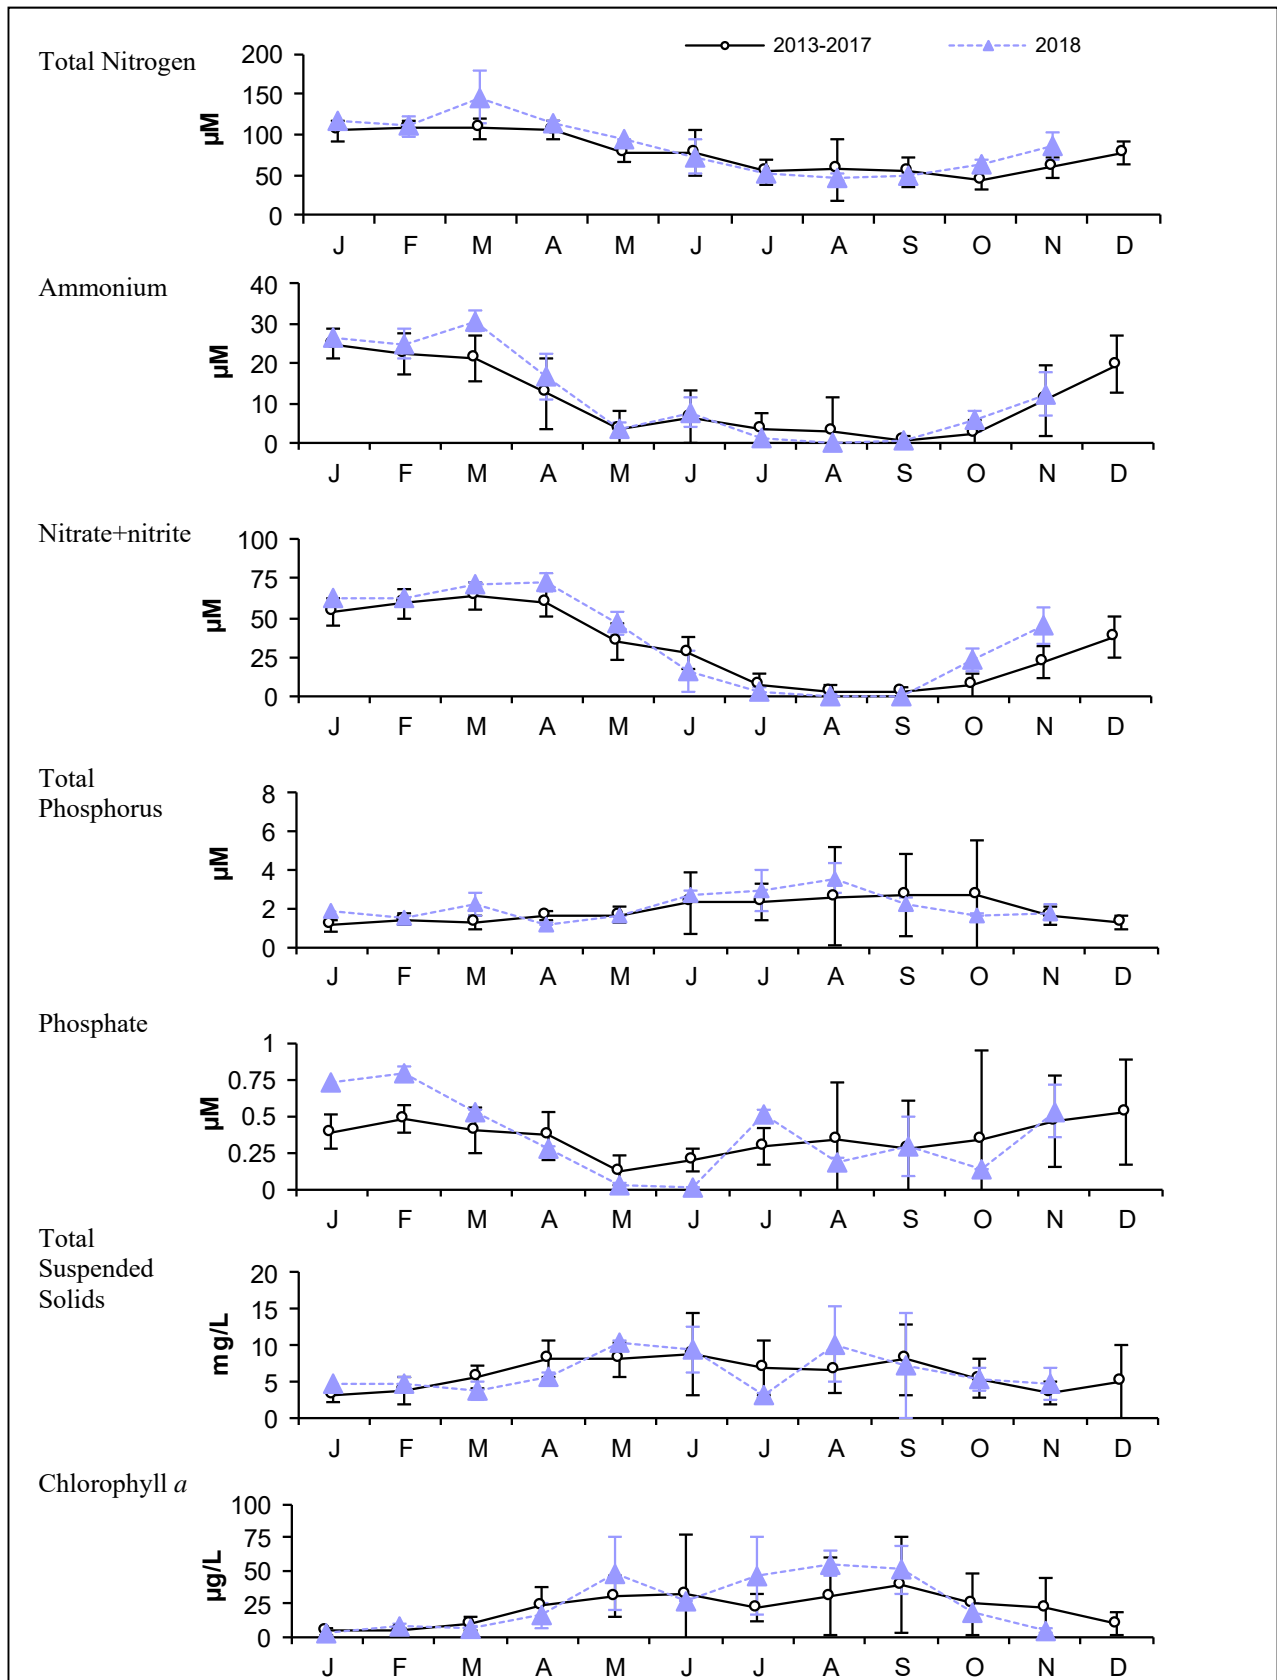 2013-2017 2018
Total Nitrogen
µM
200
150
100
50
0
J F M A M J J A S O N D
Ammonium
µM
40
30
20
10
0
J F M A M J J A S O N D
Nitrate+nitrite
µM
100
75
50
25
0
J F M A M J J A S O N D
Total
Phosphorus
µM
8
6
4
2
0
J F M A M J J A S O N D
Phosphate
µM
1
0.75
0.5
0.25
0
J F M A M J J A S O N D
Total
Suspended
Solids
mg/L
20
15
10
5
0
J F M A M J J A S O N D
Chlorophyll a
µg/L
100
75
50
25
0
J F M A M J J A S O N D